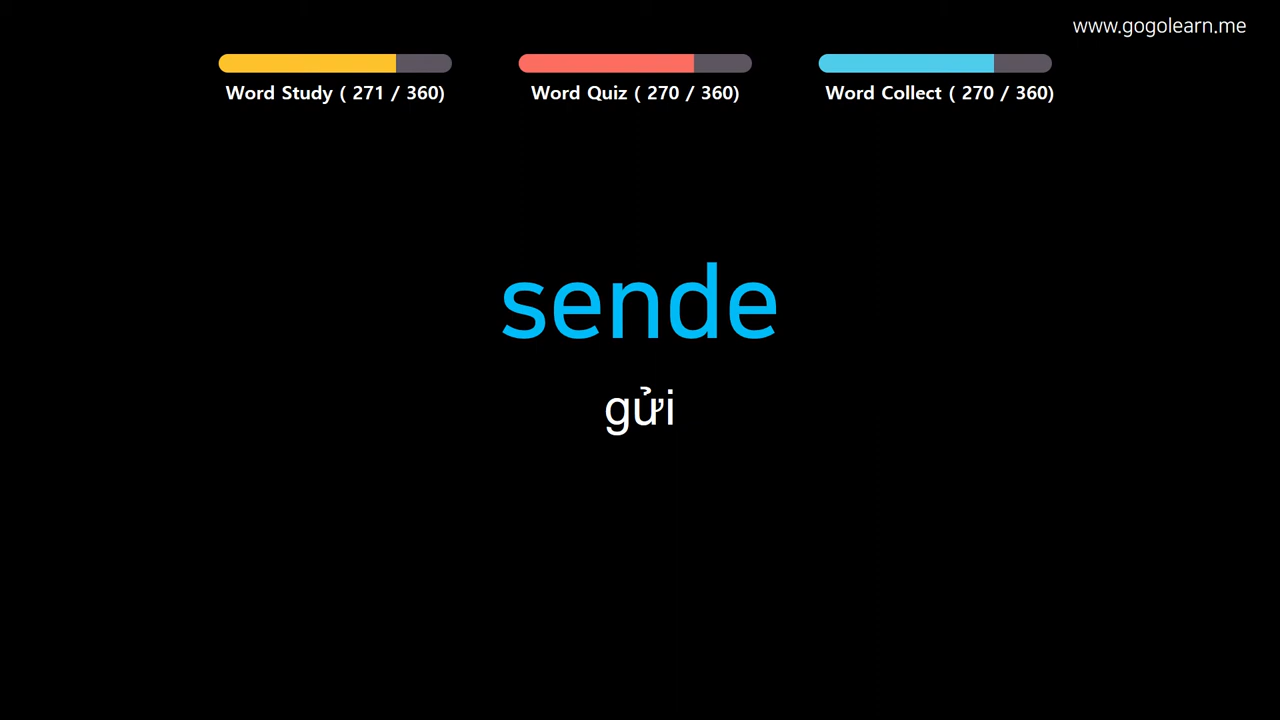 www.gogolearn.me
Word Study ( 271 / 360)
Word Quiz ( 270 / 360)
Word Collect ( 270 / 360)
sende
gửi